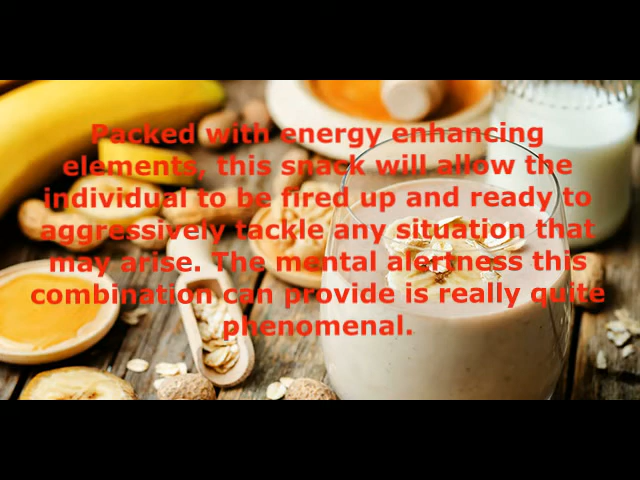 Packed with energy enhancing
elements, this snack will allow the
individual to be fired up and ready to
aggressively tackle any situation that
may arise. The mental alertness this
combination can provide is really quite
phenomenal.